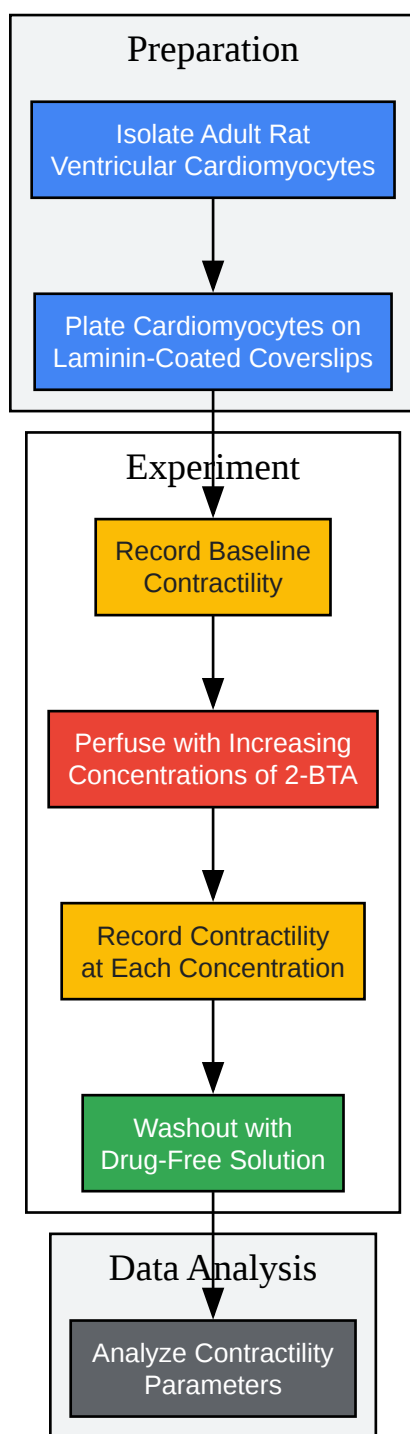 Preparation
Isolate Adult Rat
Ventricular Cardiomyocytes
Plate Cardiomyocytes on
Laminin-Coated Coverslips
Experiment
Record Baseline
Contractility
Perfuse with Increasing
Concentrations of 2-BTA
Record Contractility
at Each Concentration
Washout with
Drug-Free Solution
Data Analysis
Analyze Contractility
Parameters